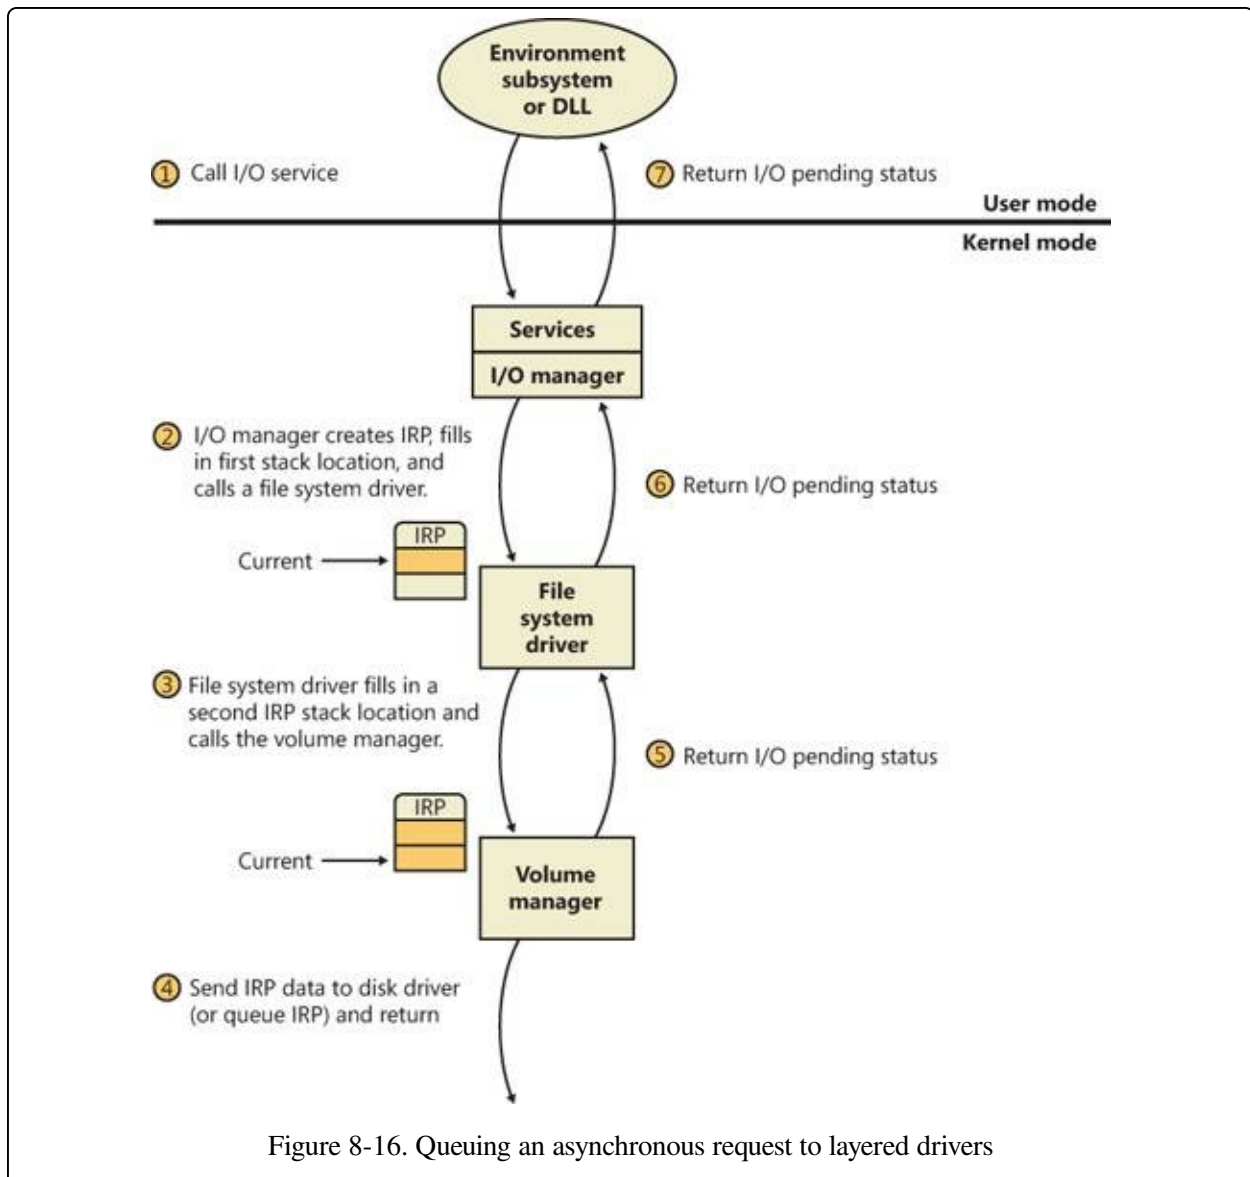 Environment
subsystem
or DLL
1 Call I/O service
7 Return I/O pending status
User mode
Kernel mode
Services
I/O manager
2 I/O manager creates IRP, fills
in first stack location, and
calls a file system driver.
6 Return I/O pending status
IRP
Current
File
system
driver
3 File system driver fills in a
second IRP stack location and
calls the volume manager.
5 Return I/O pending status
IRP
Current
Volume
manager
4 Send IRP data to disk driver
(or queue IRP) and return
Figure 8-16. Queuing an asynchronous request to layered drivers